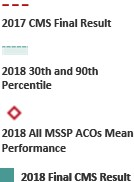 2017 CMS Final Result
2018 30th and 90th
Percentile
2018 All MSSP ACOs Mean
Performance
2018 Final CMS Result